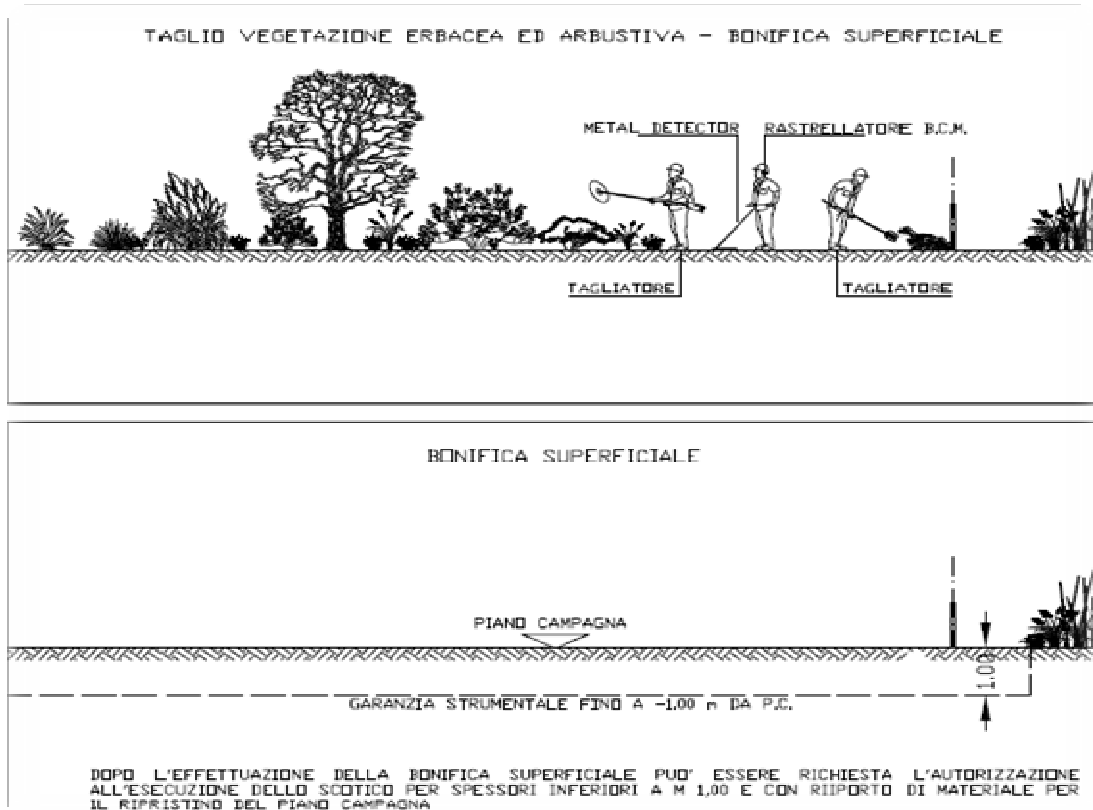 TAGLIO VEGETAZIONE ERBACEA ED ARBUSTIVA - BONIFICA SUPERFICIALE
METAL DETECTOR
RASTRELLATORE B.C.M.
TAGLIATORE
TAGLIATORE
BONIFICA SUPERFICIALE
PIANO CAMPAGNA
1.00
GARANZIA STRUMENTALE FINO A -1.00 m DA P.C.
DOPO L'EFFETTUAZIONE DELLA BONIFICA SUPERFICIALE PUO' ESSERE RICHIESTA L'AUTORIZZAZIONE
ALL'ESECUZIONE DELLO SCOTICO PER SPESSORI INFERIORI A M 1,00 E CON RIIPORTO DI MATERIALE PER
IL RIPRISTINO DEL PIANO CAMPAGNA